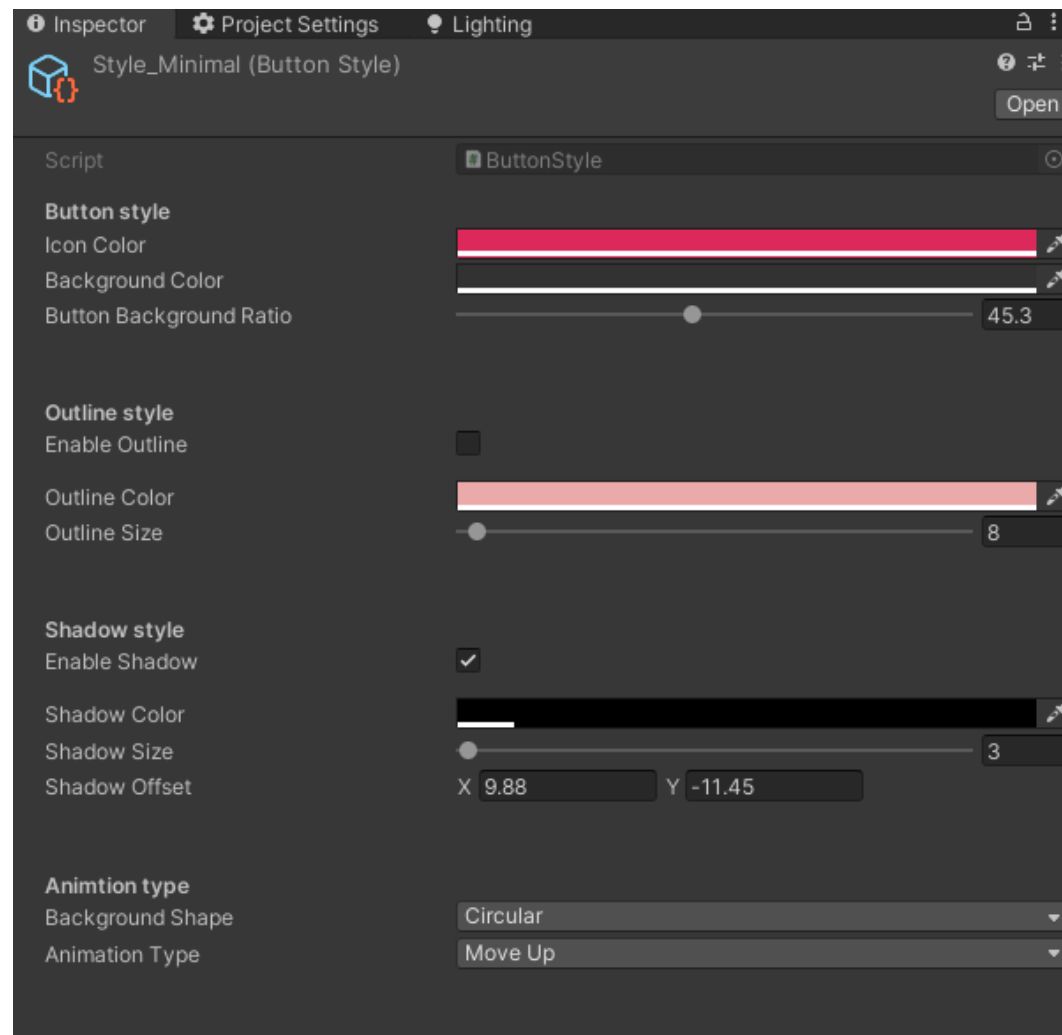 Inspector Project Settings Lighting
Style_Minimal (Button Style)
Open
Script ButtonStyle
Button style
Icon Color
Background Color
Button Background Ratio 45.3
Outline style
Enable Outline
Outline Color
Outline Size 8
Shadow style
Enable Shadow
Shadow Color
Shadow Size 3
Shadow Offset X 9.88 Y -11.45
Animtion type
Background Shape Circular
Animation Type Move Up